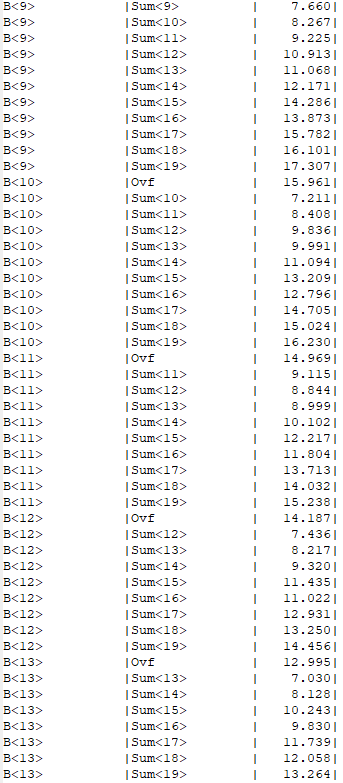 B<9> |Sum<9> | 7.660|
B<9> |Sum<10> | 8.267|
B<9> |Sum<11> | 9.225|
B<9> |Sum<12> | 10.913|
B<9> |Sum<13> | 11.068|
B<9> |Sum<14> | 12.171|
B<9> |Sum<15> | 14.286|
B<9> |Sum<16> | 13.873|
B<9> |Sum<17> | 15.782|
B<9> |Sum<18> | 16.101|
B<9> |Sum<19> | 17.307|
B<10> |Ovf | 15.961|
B<10> |Sum<10> | 7.211|
B<10> |Sum<11> | 8.408|
B<10> |Sum<12> | 9.836|
B<10> |Sum<13> | 9.991|
B<10> |Sum<14> | 11.094|
B<10> |Sum<15> | 13.209|
B<10> |Sum<16> | 12.796|
B<10> |Sum<17> | 14.705|
B<10> |Sum<18> | 15.024|
B<10> |Sum<19> | 16.230|
B<11> |Ovf | 14.969|
B<11> |Sum<11> | 9.115|
B<11> |Sum<12> | 8.844|
B<11> |Sum<13> | 8.999|
B<11> |Sum<14> | 10.102|
B<11> |Sum<15> | 12.217|
B<11> |Sum<16> | 11.804|
B<11> |Sum<17> | 13.713|
B<11> |Sum<18> | 14.032|
B<11> |Sum<19> | 15.238|
B<12> |Ovf | 14.187|
B<12> |Sum<12> | 7.436|
B<12> |Sum<13> | 8.217|
B<12> |Sum<14> | 9.320|
B<12> |Sum<15> | 11.435|
B<12> |Sum<16> | 11.022|
B<12> |Sum<17> | 12.931|
B<12> |Sum<18> | 13.250|
B<12> |Sum<19> | 14.456|
B<13> |Ovf | 12.995|
B<13> |Sum<13> | 7.030|
B<13> |Sum<14> | 8.128|
B<13> |Sum<15> | 10.243|
B<13> |Sum<16> | 9.830|
B<13> |Sum<17> | 11.739|
B<13> |Sum<18> | 12.058|
B<13> |Sum<19> | 13.264|